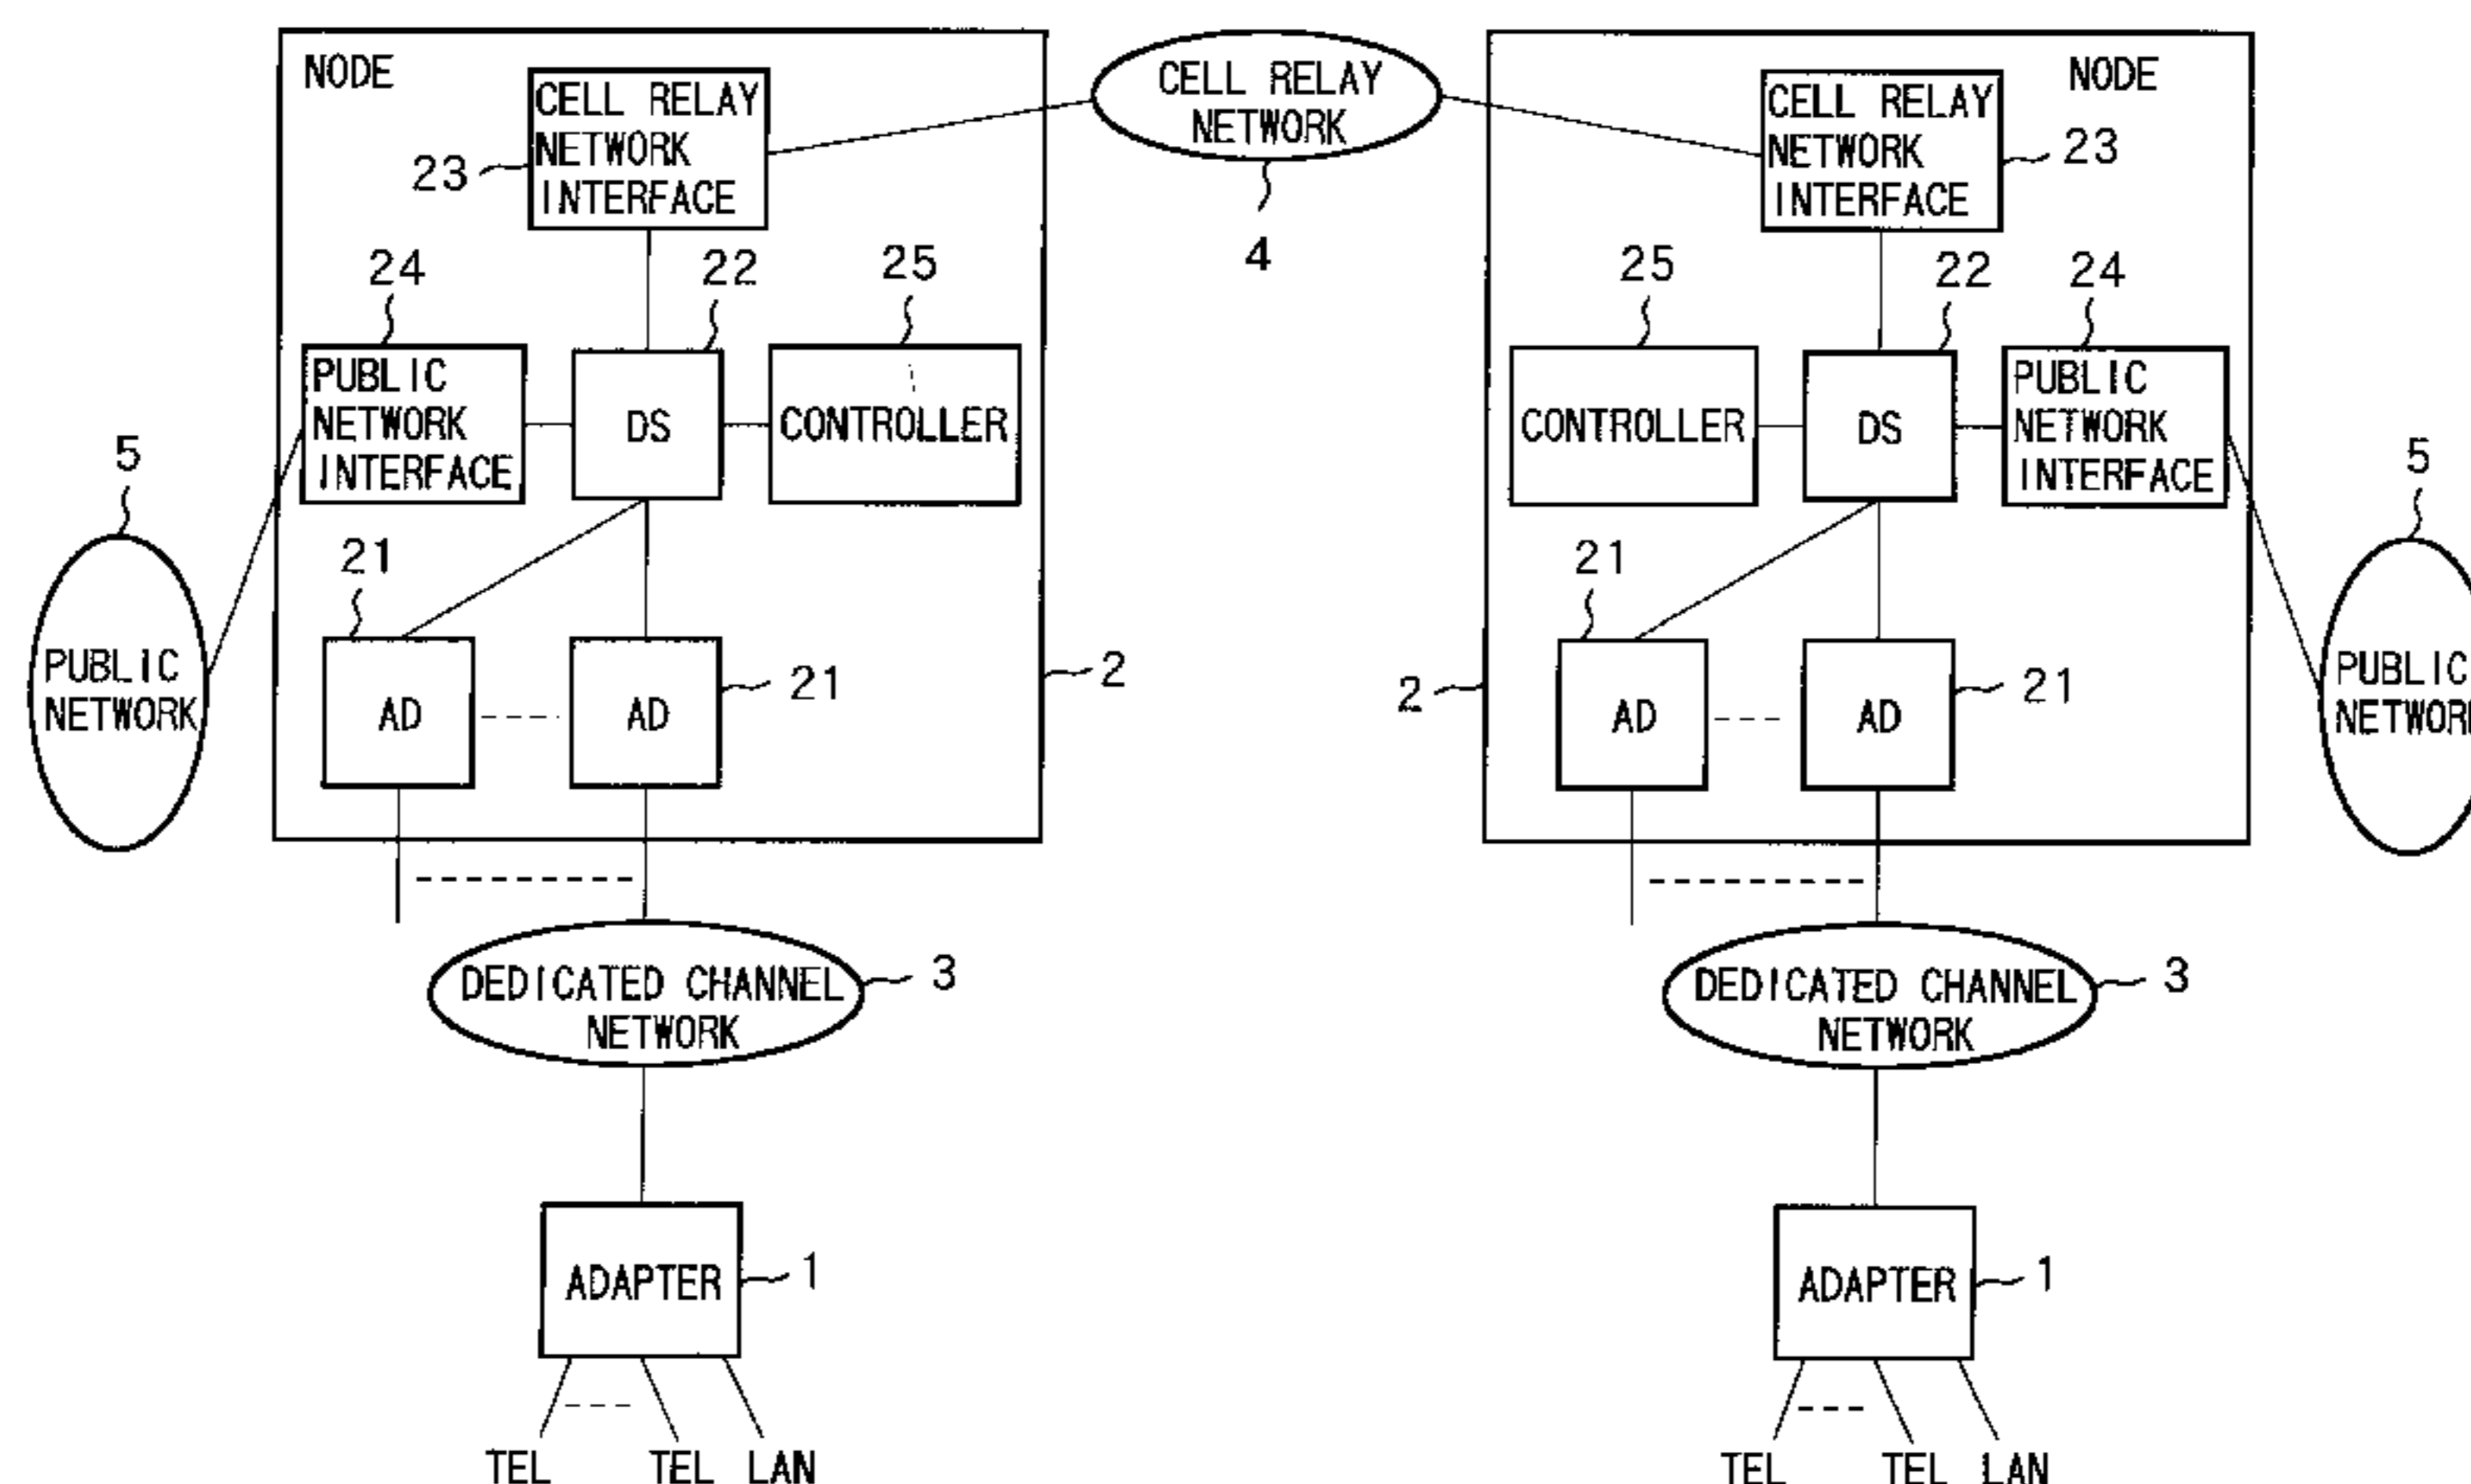 NODE
CELL RELAY
NETWORK
INTERFACE
23
24
22
25
PUBLIC
NETWORK
INTERFACE
DS
CONTROLLER
5
PUBLIC
NETWORK
21
AD
AD
21
2
DEDICATED CHANNEL
NETWORK
3
ADAPTER
1
TEL
TEL
LAN
CELL RELAY
NETWORK
4
NODE
CELL RELAY
NETWORK
INTERFACE
23
25
22
24
CONTROLLER
DS
PUBLIC
NETWORK
INTERFACE
5
PUBLIC
NETWOR
21
AD
AD
21
2
DEDICATED CHANNEL
NETWORK
3
ADAPTER
1
TEL
TEL
LAN